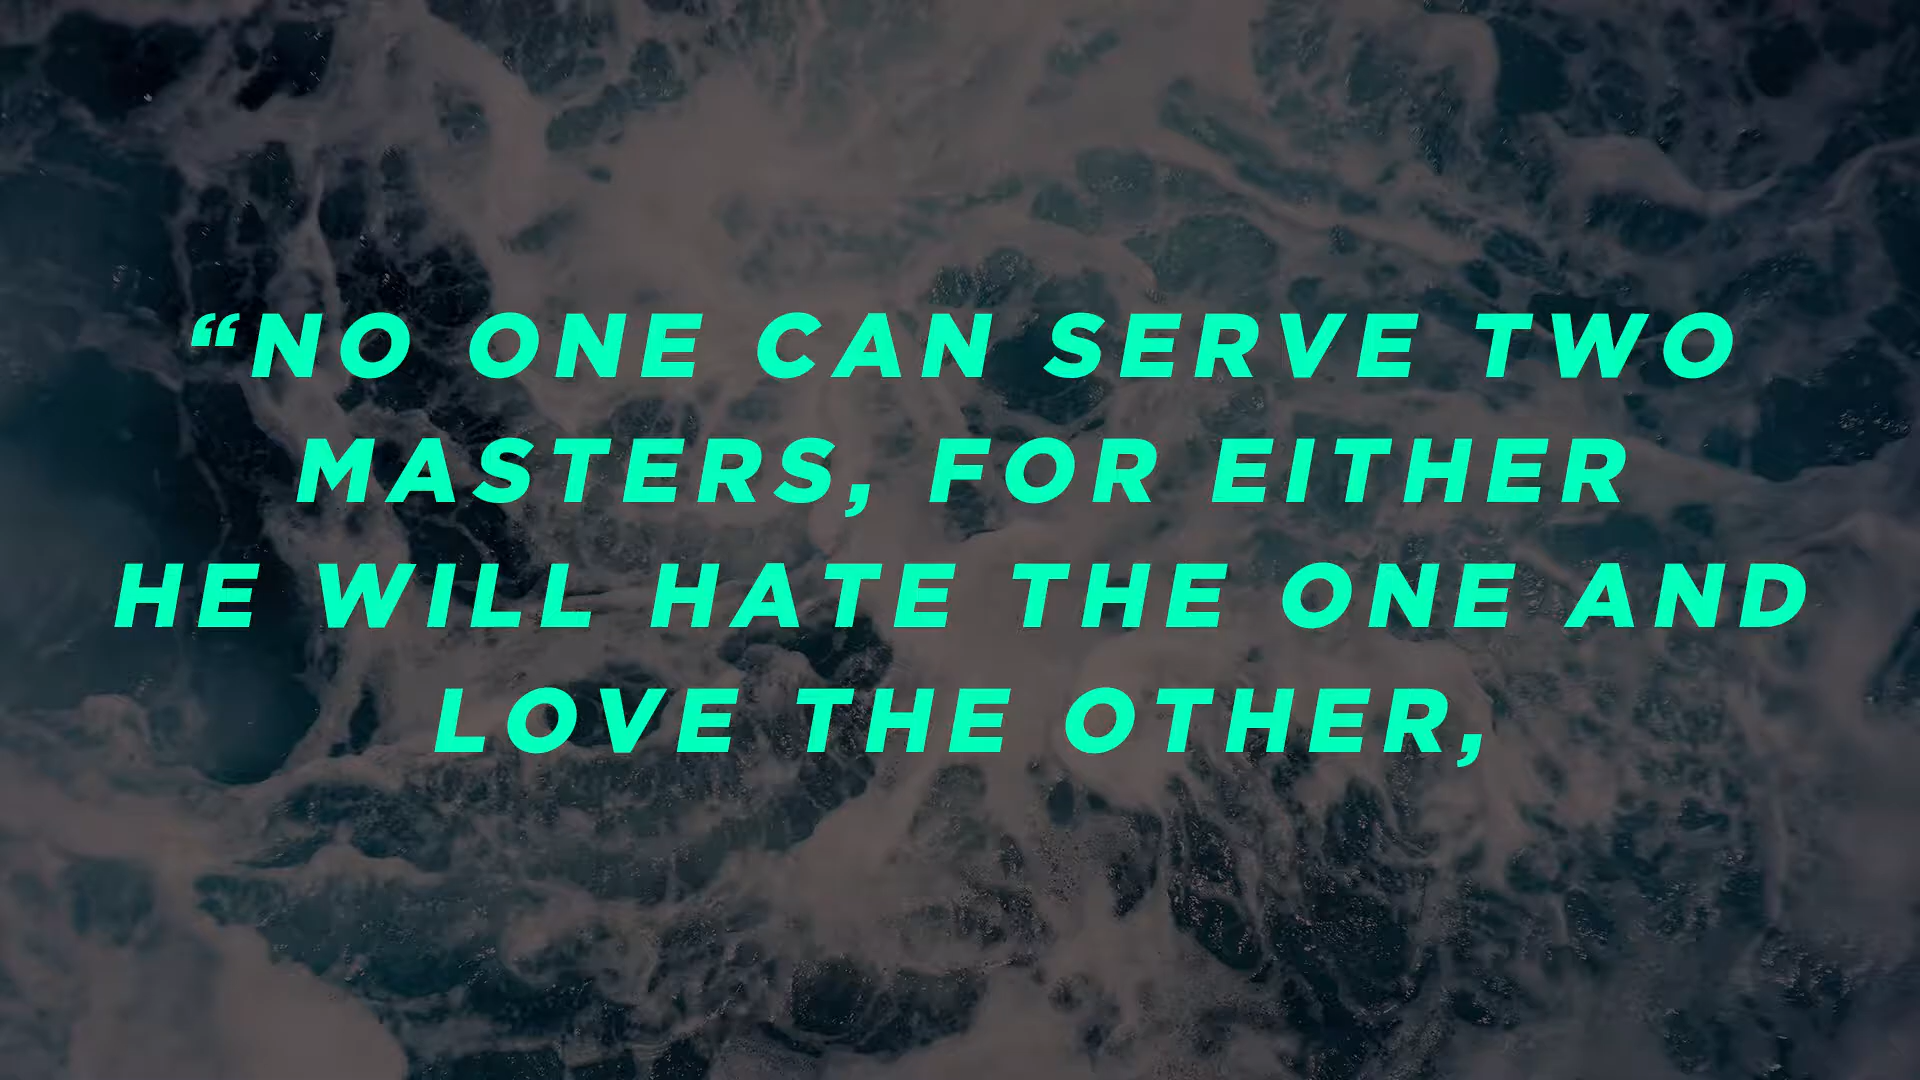 “NO ONE CAN SERVE TWO
MASTERS, FOR EITHER
HE WILL HATE THE ONE AND
LOVE THE OTHER,